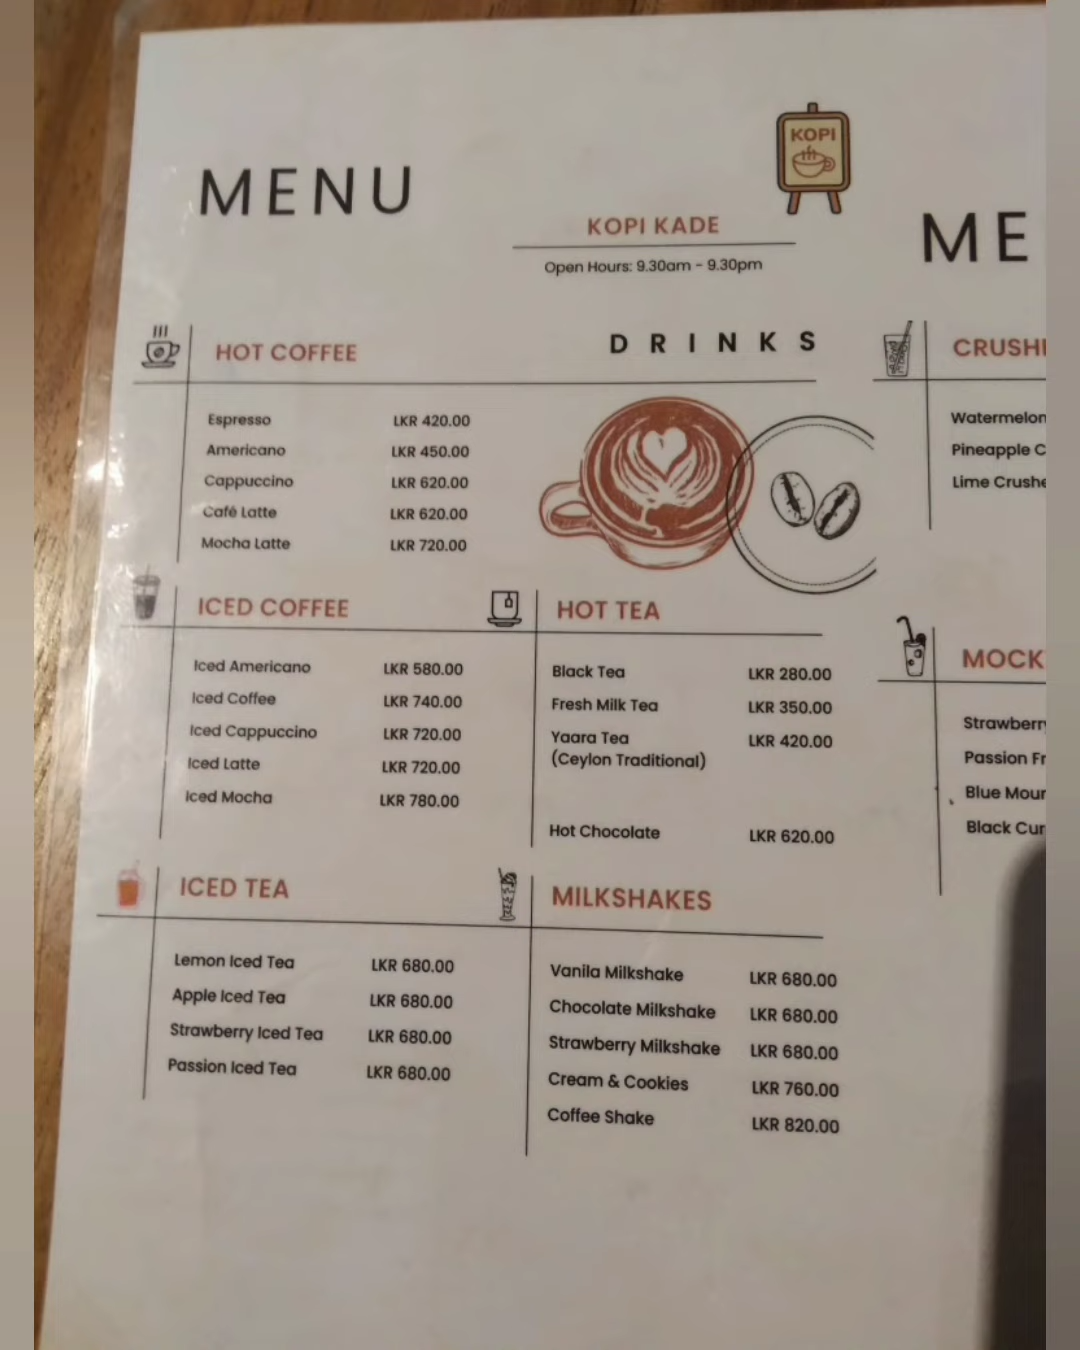 KOPI
MENU
KOPI KADE
Open Hours: 9.30am - 9.30pm
DRINKS
HOT COFFEE
Espresso LKR 420.00
Americano LKR 450.00
Cappuccino LKR 620.00
Café Latte LKR 620.00
Mocha Latte LKR 720.00
ICED COFFEE
Iced Americano LKR 580.00
Iced Coffee LKR 740.00
Iced Cappuccino LKR 720.00
Iced Latte LKR 720.00
Iced Mocha LKR 780.00
HOT TEA
Black Tea LKR 280.00
Fresh Milk Tea LKR 350.00
Yaara Tea LKR 420.00
(Ceylon Traditional)
Hot Chocolate LKR 620.00
ICED TEA
Lemon Iced Tea LKR 680.00
Apple Iced Tea LKR 680.00
Strawberry Iced Tea LKR 680.00
Passion Iced Tea LKR 680.00
MILKSHAKES
Vanila Milkshake LKR 680.00
Chocolate Milkshake LKR 680.00
Strawberry Milkshake LKR 680.00
Cream & Cookies LKR 760.00
Coffee Shake LKR 820.00
ME
Watermelon
Pineapple
Lime
MOCK
Passion
Blue
Black